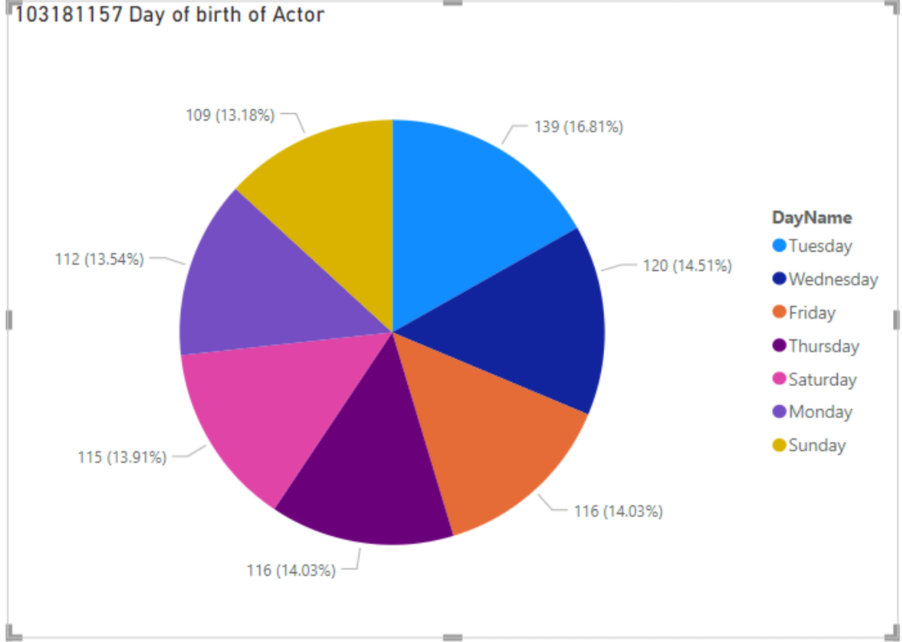 103181157 Day of birth of Actor
109 (13.18%)
139 (16.81%)
112 (13.54%)
120 (14.51%)
115 (13.91%)
116 (14.03%)
116 (14.03%)
DayName
Tuesday
Wednesday
Friday
Thursday
Saturday
Monday
Sunday